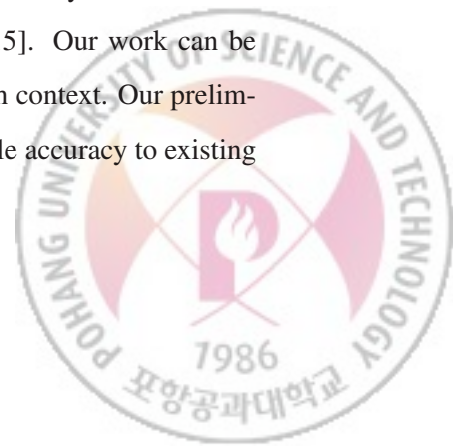 5]. Our work can be
n context. Our prelim-
le accuracy to existing
POHANG UNIVERSITY OF SCIENCE AND TECHNOLOGY
1986
포항공과대학교